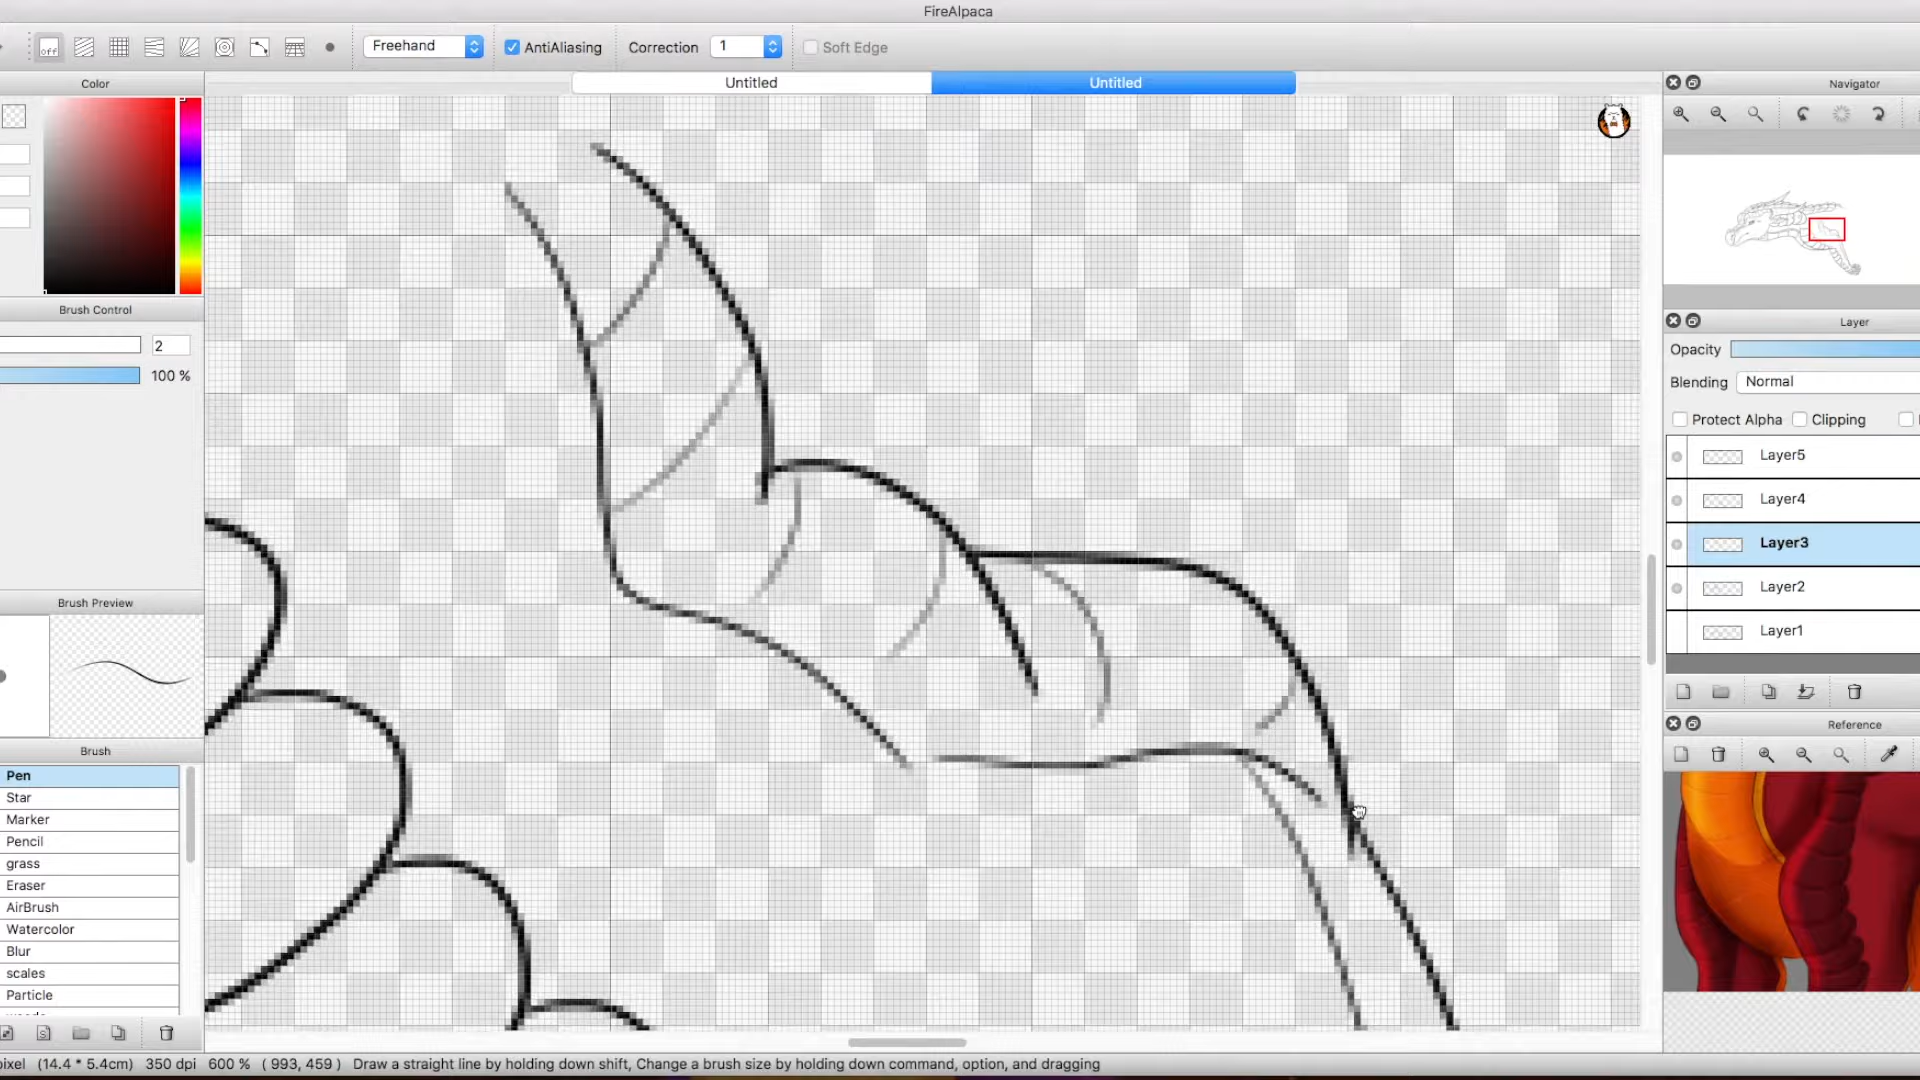 FireAlpaca
off
Freehand
AntiAliasing
Correction
1
Soft Edge
Color
Untitled
Untitled
Navigator
Brush Control
2
100 %
Layer
Opacity
Blending
Normal
Protect Alpha
Clipping
Layer5
Layer4
Layer3
Layer2
Layer1
Brush Preview
Reference
Brush
Pen
Star
Marker
Pencil
grass
Eraser
AirBrush
Watercolor
Blur
scales
Particle
ixel (14.4 * 5.4cm) 350 dpi 600 % ( 993, 459 ) Draw a straight line by holding down shift, Change a brush size by holding down command, option, and dragging